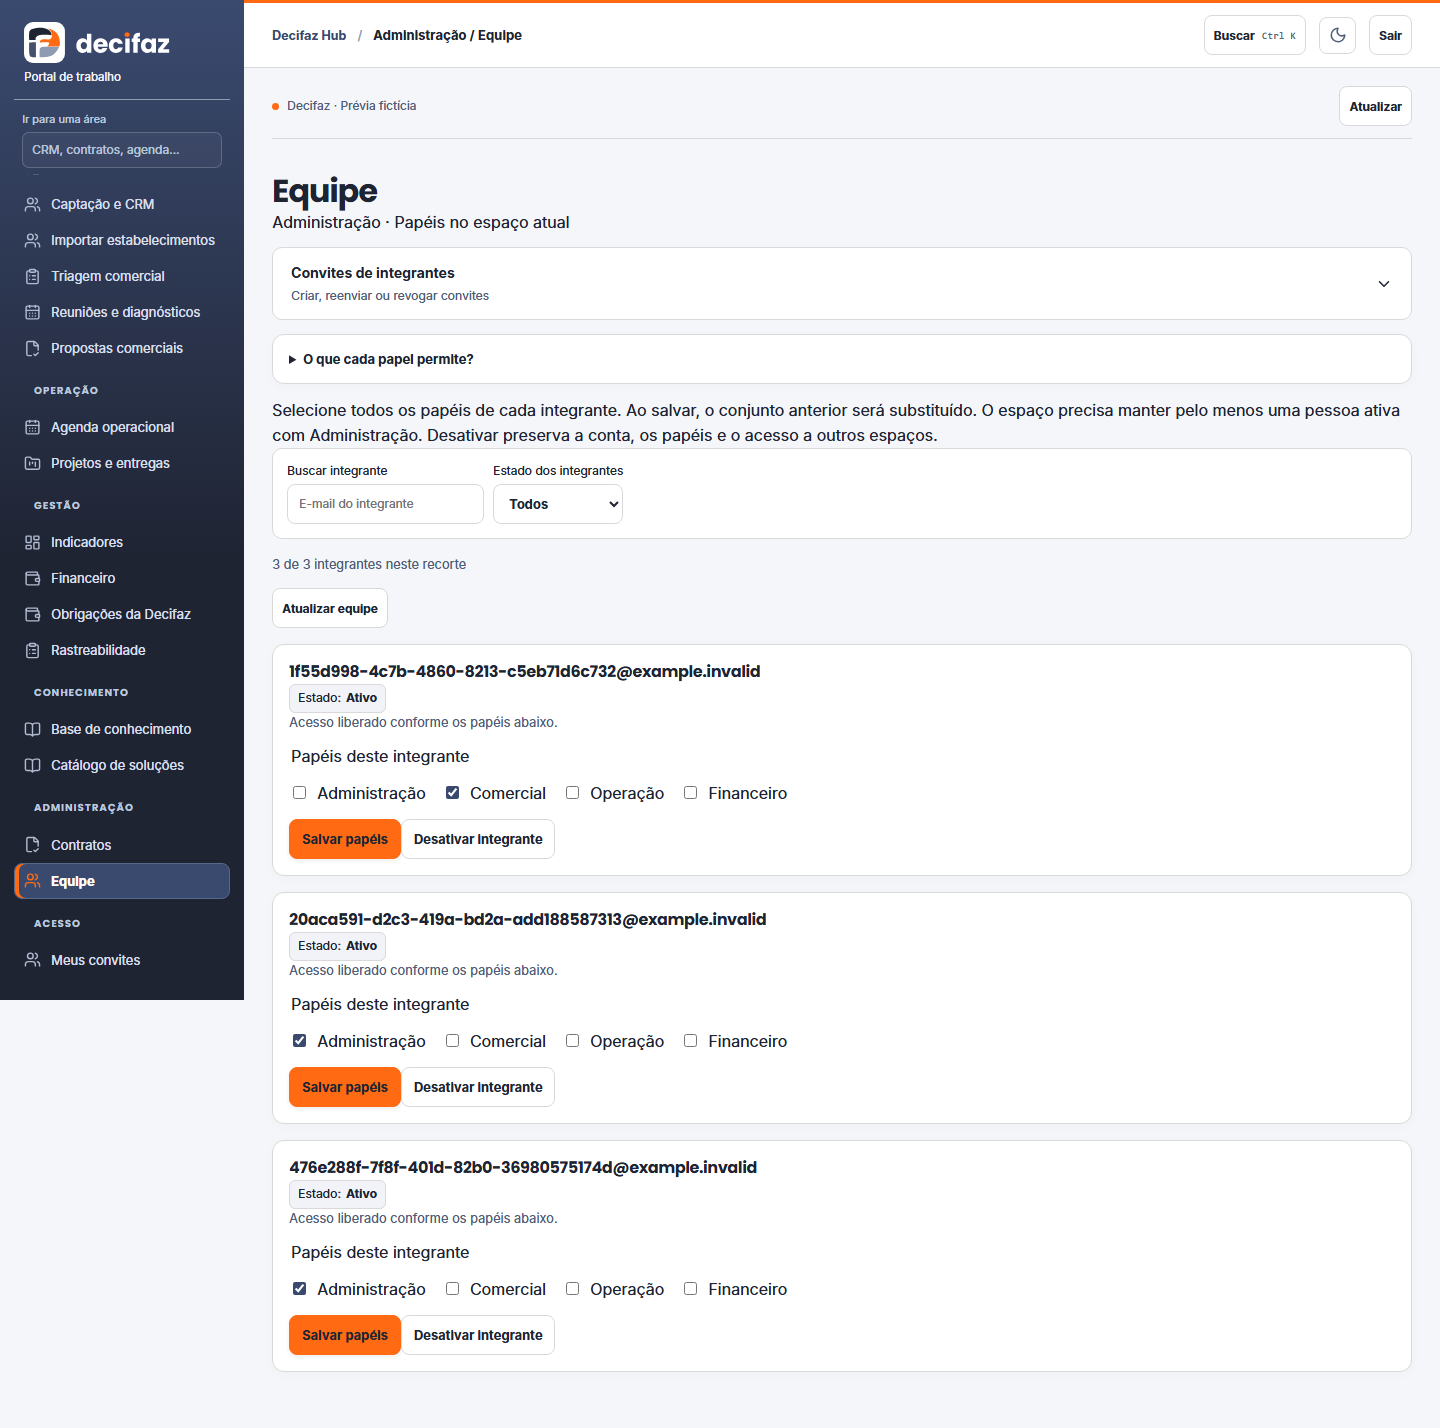 decifaz
Portal de trabalho
Ir para uma área
CRM, contratos, agenda...
Captação e CRM
Importar estabelecimentos
Triagem comercial
Reuniões e diagnósticos
Propostas comerciais
OPERAÇÃO
Agenda operacional
Projetos e entregas
GESTÃO
Indicadores
Financeiro
Obrigações da Decifaz
Rastreabilidade
CONHECIMENTO
Base de conhecimento
Catálogo de soluções
ADMINISTRAÇÃO
Contratos
Equipe
ACESSO
Meus convites
Decifaz Hub / Administração / Equipe
Buscar Ctrl K
Sair
Decifaz · Prévia fictícia
Atualizar
Equipe
Administração · Papéis no espaço atual
Convites de integrantes
Criar, reenviar ou revogar convites
O que cada papel permite?
Selecione todos os papéis de cada integrante. Ao salvar, o conjunto anterior será substituído. O espaço precisa manter pelo menos uma pessoa ativa
com Administração. Desativar preserva a conta, os papéis e o acesso a outros espaços.
Buscar integrante
Estado dos integrantes
E-mail do integrante
Todos
3 de 3 integrantes neste recorte
Atualizar equipe
1f55d998-4c7b-4860-8213-c5eb71d6c732@example.invalid
Estado: Ativo
Acesso liberado conforme os papéis abaixo.
Papéis deste integrante
Administração Comercial Operação Financeiro
Salvar papéis Desativar integrante
20aca591-d2c3-419a-bd2a-add188587313@example.invalid
Estado: Ativo
Acesso liberado conforme os papéis abaixo.
Papéis deste integrante
Administração Comercial Operação Financeiro
Salvar papéis Desativar integrante
476e288f-7f8f-401d-82b0-36980575174d@example.invalid
Estado: Ativo
Acesso liberado conforme os papéis abaixo.
Papéis deste integrante
Administração Comercial Operação Financeiro
Salvar papéis Desativar integrante